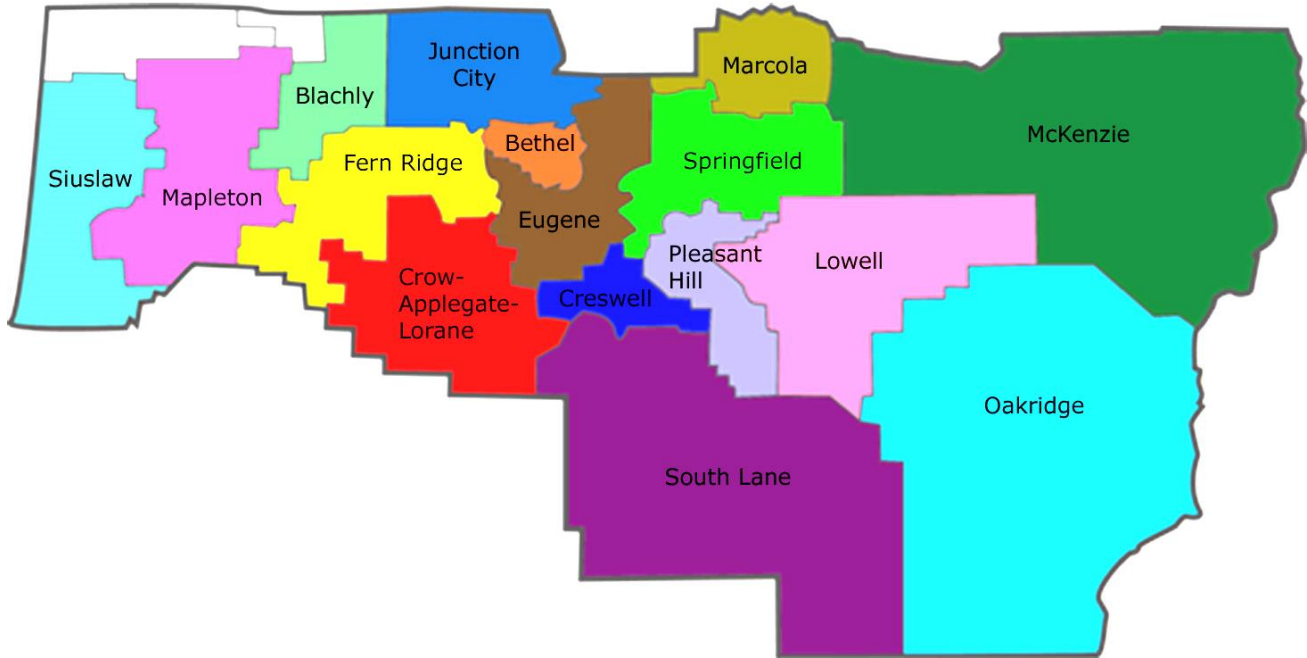 Junction
City
Marcola
Blachly
McKenzie
Bethel
Fern Ridge
Springfield
Siuslaw
Mapleton
Eugene
Pleasant
Hill
Lowell
Crow-
Applegate-
Lorane
Creswell
Oakridge
South Lane